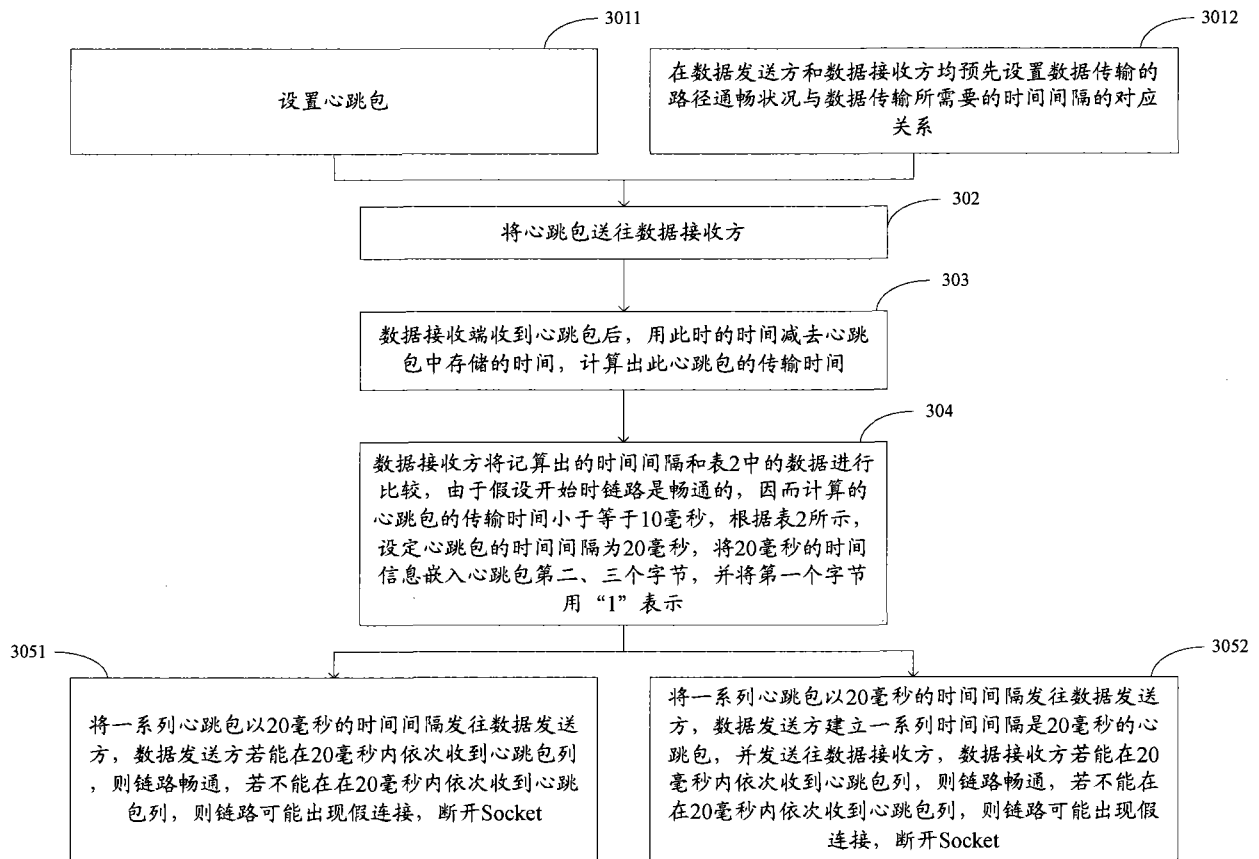 3011
设置心跳包
3012
在数据发送方和数据接收方均预先设置数据传输的
路径通畅状况与数据传输所需要的时间间隔的对应
关系
302
将心跳包送往数据接收方
303
数据接收端收到心跳包后，用此时的时间减去心跳
包中存储的时间，计算出此心跳包的传输时间
304
数据接收方将记算出的时间间隔和表2中的数据进行
比较，由于假设开始时链路是畅通的，因而计算的
心跳包的传输时间小于等于10毫秒，根据表2所示，
设定心跳包的时间间隔为20毫秒，将20毫秒的时间
信息嵌入心跳包第二、三个字节，并将第一个字节
用“1”表示
3051
将一系列心跳包以20毫秒的时间间隔发往数据发送
方，数据发送方若能在20毫秒内依次收到心跳包列
，则链路畅通，若不能在在20毫秒内依次收到心跳
包列，则链路可能出现假连接，断开Socket
3052
将一系列心跳包以20毫秒的时间间隔发往数据发送
方，数据发送方建立一系列时间间隔是20毫秒的心
跳包，并发送往数据接收方，数据接收方若能在20
毫秒内依次收到心跳包列，则链路畅通，若不能在
在20毫秒内依次收到心跳包列，则链路可能出现假
连接，断开Socket